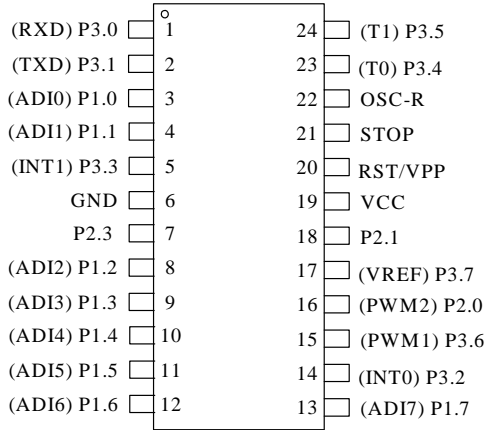 (RXD) P3.0 1 24 (T1) P3.5
(TXD) P3.1 2 23 (T0) P3.4
(ADI0) P1.0 3 22 OSC-R
(ADI1) P1.1 4 21 STOP
(INT1) P3.3 5 20 RST/VPP
GND 6 19 VCC
P2.3 7 18 P2.1
(ADI2) P1.2 8 17 (VREF) P3.7
(ADI3) P1.3 9 16 (PWM2) P2.0
(ADI4) P1.4 10 15 (PWM1) P3.6
(ADI5) P1.5 11 14 (INT0) P3.2
(ADI6) P1.6 12 13 (ADI7) P1.7